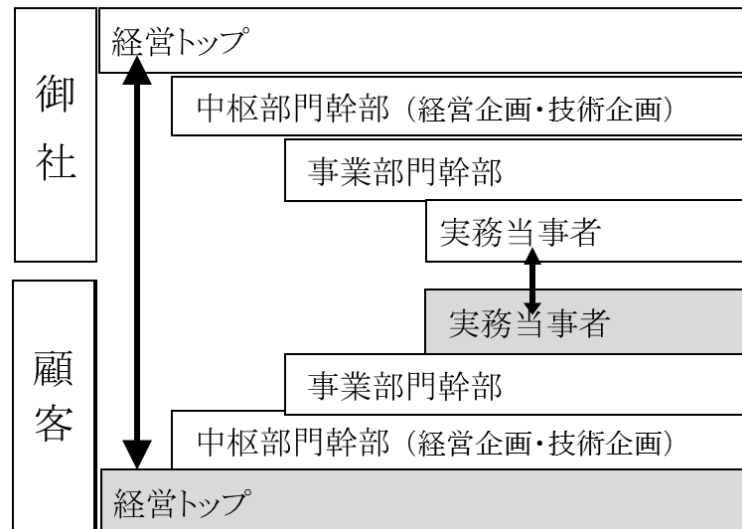 御社
経営トップ
中枢部門幹部（経営企画・技術企画）
事業部門幹部
実務当事者
顧客
実務当事者
事業部門幹部
中枢部門幹部（経営企画・技術企画）
経営トップ